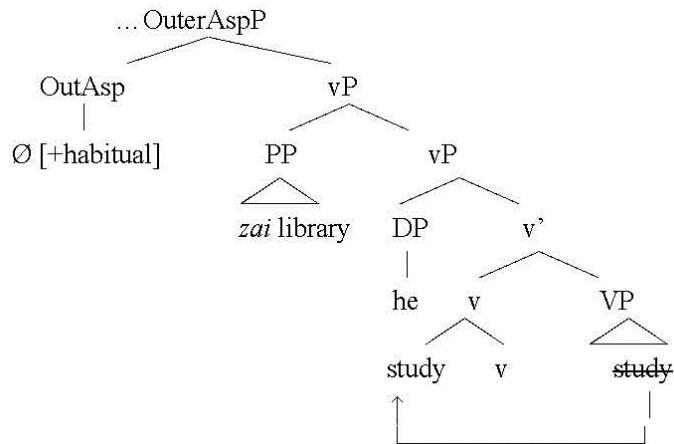 ... OuterAspP
OutAsp vP
Ø [+habitual] PP vP
zai library DP v’
he v VP
study v study